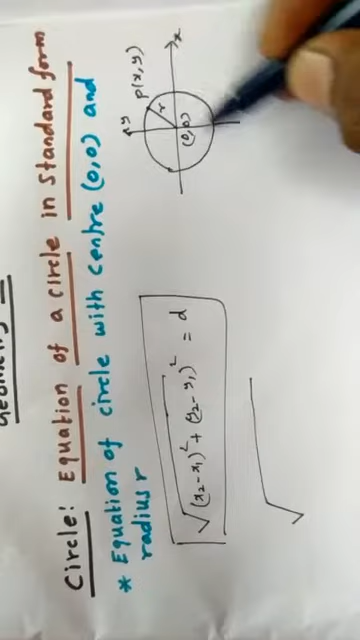 Geometry =
Circle: Equation of a circle in standard form
* Equation of circle with centre (0,0) and
radius r
√(x₂-x₁)² + (y₂-y₁)² = d
P(x,y)
r
(0,0)
x
y